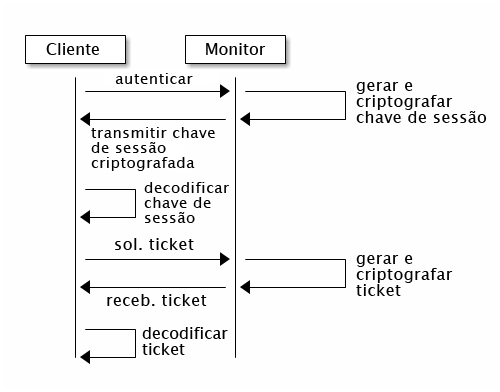 Cliente
Monitor
autenticar
gerar e
criptografar
chave de sessão
transmitir chave
de sessão
criptografada
decodificar
chave de
sessão
sol. ticket
gerar e
criptografar
ticket
receb. ticket
decodificar
ticket